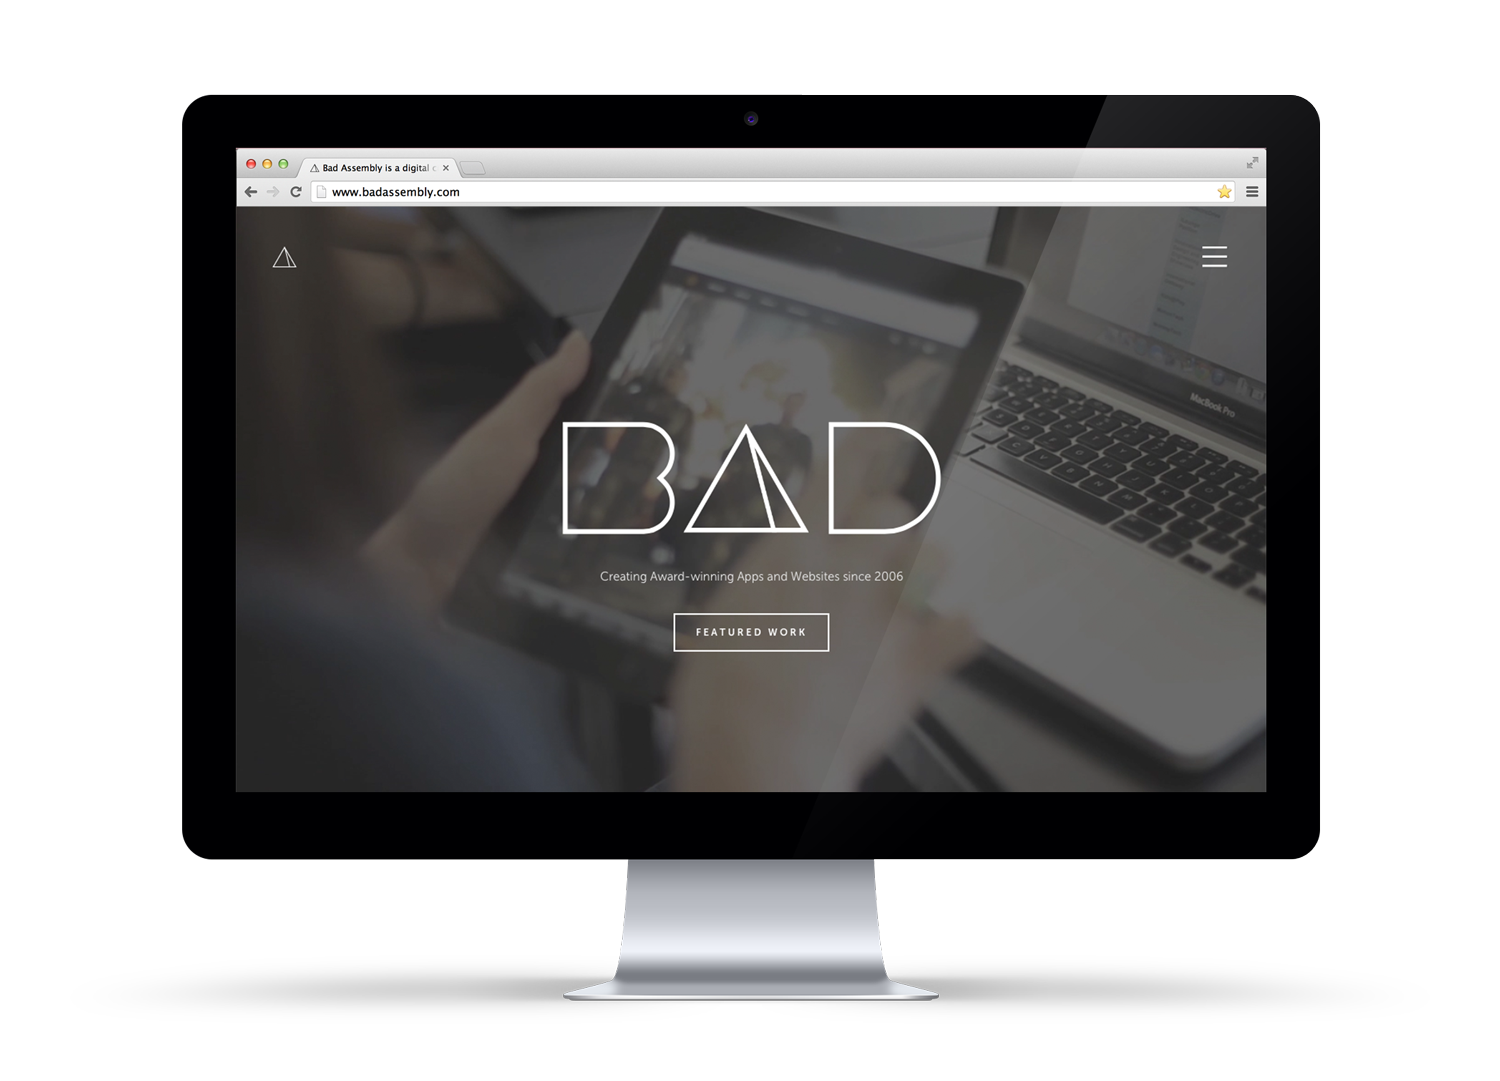 Bad Assembly is a digital
www.badassembly.com
MacBook Pro
BAD
Creating Award-winning Apps and Websites since 2006
FEATURED WORK